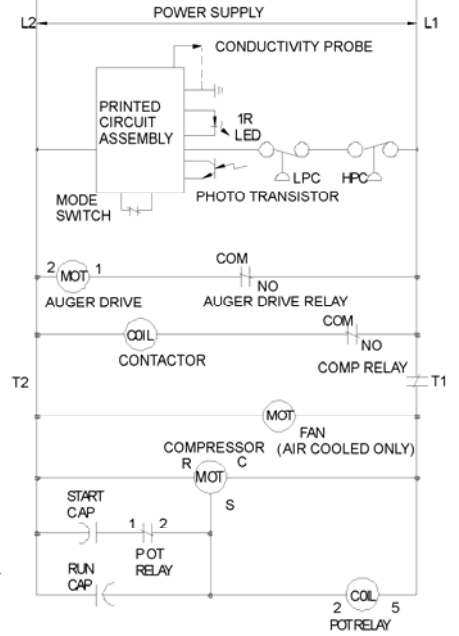 POWER SUPPLY
L2
L1
CONDUCTIVITY PROBE
PRINTED
CIRCUIT
ASSEMBLY
1R
LED
LPC
HPC
PHOTO TRANSISTOR
MODE
SWITCH
2
MOT
1
AUGER DRIVE
COM
NO
AUGER DRIVE RELAY
COIL
CONTACTOR
COM
NO
COMP RELAY
T2
T1
MOT
FAN
(AIR COOLED ONLY)
COMPRESSOR
R
C
MOT
S
START
CAP
1
2
POT
RELAY
RUN
CAP
COIL
2
5
POTRELAY